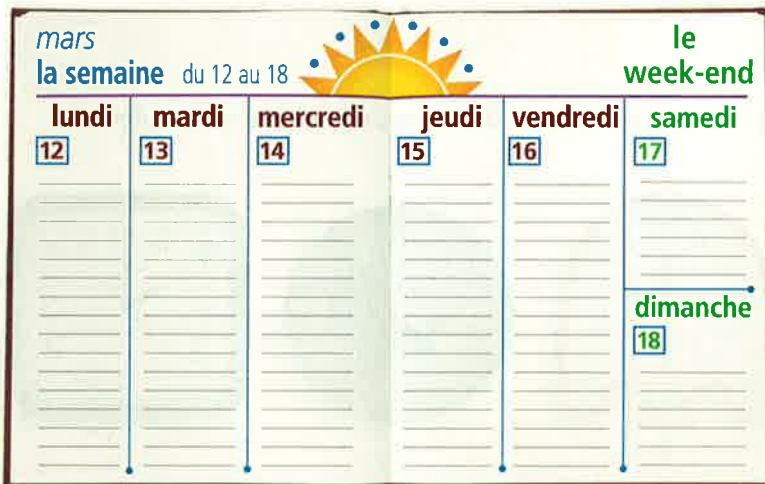 mars
la semaine du 12 au 18
le
week-end
lundi mardi mercredi jeudi vendredi samedi
12 13 14 15 16 17
dimanche
18